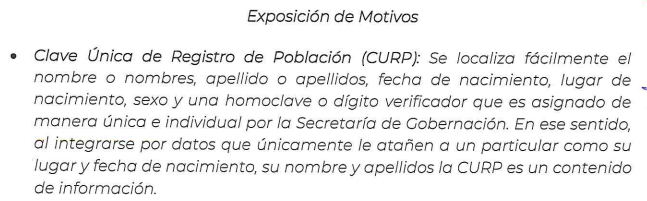 Exposición de Motivos
• Clave Única de Registro de Población (CURP): Se localiza fácilmente el
nombre o nombres, apellido o apellidos, fecha de nacimiento, lugar de
nacimiento, sexo y una homoclave o dígito verificador que es asignado de
manera única e individual por la Secretaría de Gobernación. En ese sentido,
al integrarse por datos que únicamente le atañen a un particular como su
lugar y fecha de nacimiento, su nombre y apellidos la CURP es un contenido
de información.